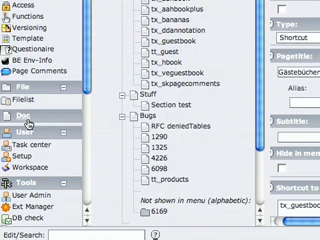 Access
Functions
Versioning
Template
Questionaire
BE Env-Info
Page Comments
File
Filelist
Doc
User
Task center
Setup
Workspace
Tools
User Admin
Ext Manager
DB check
tx_aashbook
tx_bananas
tx_ddannotation
tx_guestbook
tt_guest
tx_hbook
tx_veguestbook
tx_skpagecomments
Stuff
Section test
Bugs
RFC deniedTables
1290
1325
4226
6098
tt_products
Not shown in menu (alphabetic):
6169
Type:
Shortcut
Pagetitle:
Gästebücher
Alias:
Subtitle:
Hide in menu
Shortcut to
tx_guestbook
Edit/Search: